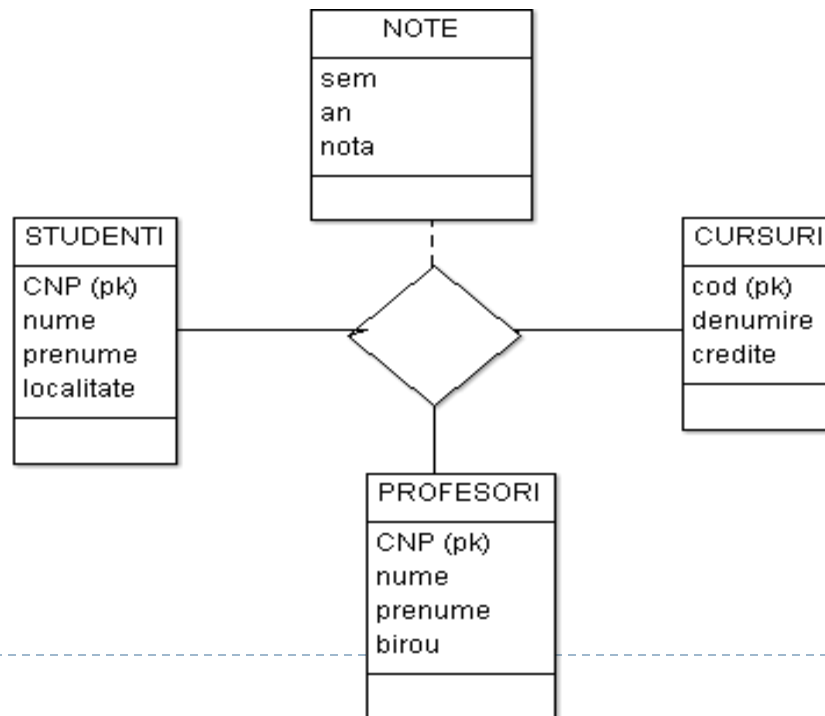 NOTE
sem
an
nota
STUDENTI
CNP (pk)
nume
prenume
localitate
CURSURI
cod (pk)
denumire
credite
PROFESORI
CNP (pk)
nume
prenume
birou